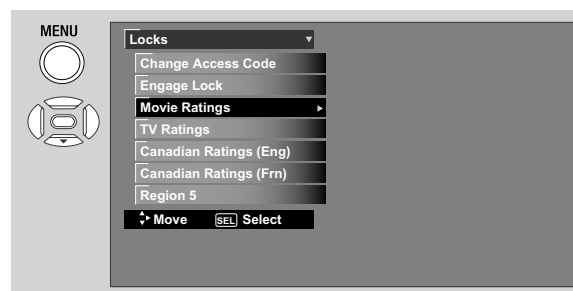 MENU
Locks
Change Access Code
Engage Lock
Movie Ratings
TV Ratings
Canadian Ratings (Eng)
Canadian Ratings (Frn)
Region 5
Move SEL Select